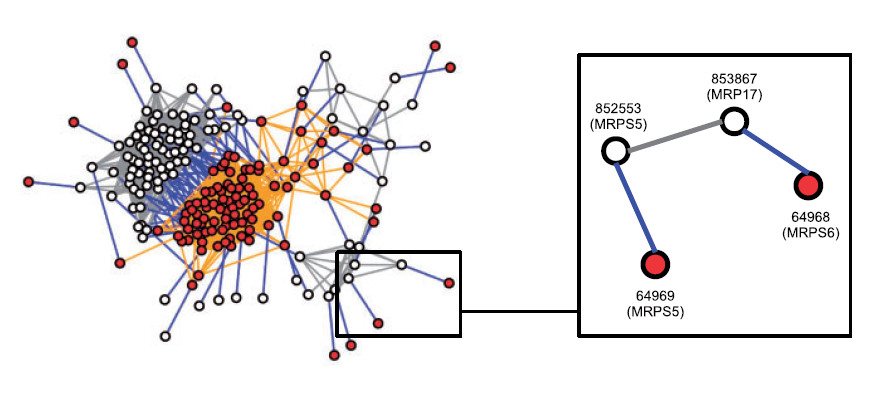 853867
(MRP17)
852553
(MRPS5)
64968
(MRPS6)
64969
(MRPS5)